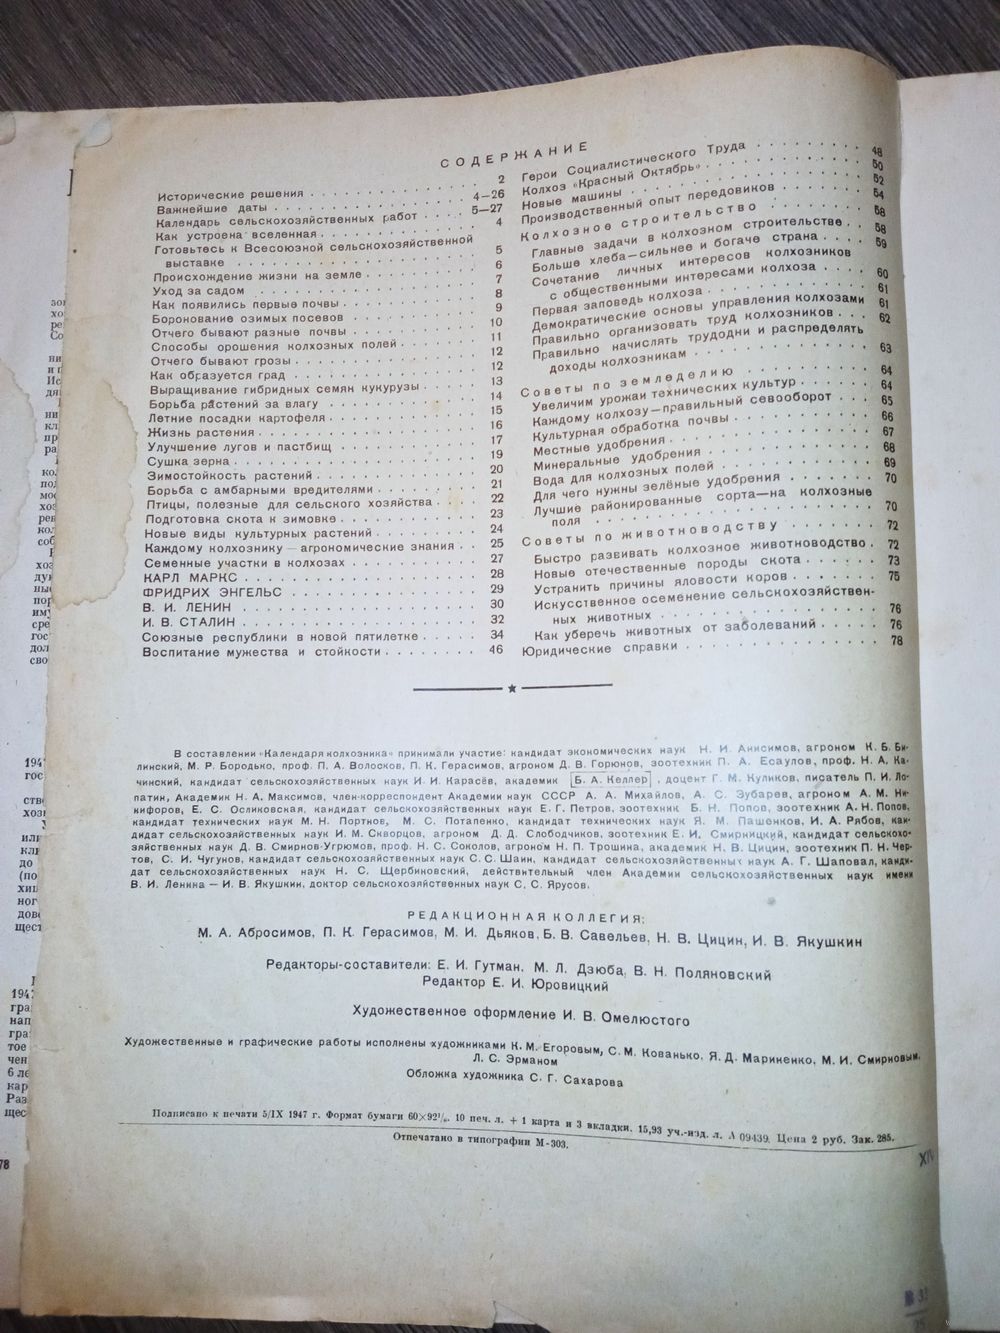 СОДЕРЖАНИЕ
Исторические решения . . . 2
Важнейшие даты . . . 4—26
Календарь сельскохозяйственных работ . . . 5—27
Как устроена вселенная . . . 4
Готовьтесь к Всесоюзной сельскохозяйственной
выставке . . . 5
Происхождение жизни на земле . . . 6
Уход за садом . . . 7
Как появились первые почвы . . . 8
Боронование озимых посевов . . . 9
Отчего бывают разные почвы . . . 10
Способы орошения колхозных полей . . . 11
Отчего бывают грозы . . . 12
Как образуется град . . . 12
Выращивание гибридных семян кукурузы . . . 13
Борьба растений за влагу . . . 14
Летние посадки картофеля . . . 15
Жизнь растения . . . 16
Улучшение лугов и пастбищ . . . 17
Сушка зерна . . . 19
Зимостойкость растений . . . 20
Борьба с амбарными вредителями . . . 21
Птицы, полезные для сельского хозяйства . . . 22
Подготовка скота к зимовке . . . 23
Новые виды культурных растений . . . 24
Каждому колхознику — агрономические знания . . 25
Семенные участки в колхозах . . . 27
КАРЛ МАРКС . . . 28
ФРИДРИХ ЭНГЕЛЬС . . . 29
В. И. ЛЕНИН . . . 30
И. В. СТАЛИН . . . 32
Союзные республики в новой пятилетке . . . 34
Воспитание мужества и стойкости . . . 46
Герои Социалистического Труда . . . 48
Колхоз «Красный Октябрь» . . . 50
Новые машины . . . 52
Производственный опыт передовиков . . . 54
Колхозное строительство . . . 58
Главные задачи в колхозном строительстве . . 58
Больше хлеба—сильнее и богаче страна . . . 59
Сочетание личных интересов колхозников
с общественными интересами колхоза . . . 60
Первая заповедь колхоза . . . 61
Демократические основы управления колхозами 61
Правильно организовать труд колхозников . . . 62
Правильно начислять трудодни и распределять
доходы колхозникам . . . 63
Советы по земледелию . . . 64
Увеличим урожаи технических культур . . . 64
Каждому колхозу—правильный севооборот . . 65
Культурная обработка почвы . . . 66
Местные удобрения . . . 67
Минеральные удобрения . . . 68
Вода для колхозных полей . . . 69
Для чего нужны зелёные удобрения . . . 70
Лучшие районированные сорта—на колхозные
поля . . . 70
Советы по животноводству . . . 72
Быстро развивать колхозное животноводство . 72
Новые отечественные породы скота . . . 73
Устранить причины яловости коров . . . 75
Искусственное осеменение сельскохозяйствен-
ных животных . . . 76
Как уберечь животных от заболеваний . . . 76
Юридические справки . . . 78
В составлении «Календаря колхозника» принимали участие: кандидат экономических наук Н. И. Анисимов, агроном К. Б. Би-
линский, М. Р. Бородько, проф. П. А. Волосков, П. К. Герасимов, агроном Д. В. Горюнов, зоотехник П. А. Есаулов, проф. Н. А. Ка-
чинский, кандидат сельскохозяйственных наук И. И. Карасёв, академик Б. А. Келлер, доцент Г. М. Куликов, писатель П. И. Ло-
патин, Академик Н. А. Максимов, член-корреспондент Академии наук СССР А. А. Михайлов, А. С. Зубарев, агроном А. М. Ни-
кифоров, Е. С. Осликовская, кандидат сельскохозяйственных наук Е. Г. Петров, зоотехник Б. Н. Попов, зоотехник А. Н. Попов,
кандидат технических наук М. Н. Портнов, М. С. Потапенко, кандидат технических наук Я. М. Пашенков, И. А. Рябов, кан-
дидат сельскохозяйственных наук И. М. Скворцов, агроном Д. Д. Слободчиков, зоотехник Е. И. Смирницкий, кандидат сельскохо-
зяйственных наук Д. В. Смирнов-Угрюмов, проф. Н. С. Соколов, агроном Н. П. Трошина, академик Н. В. Цицин, зоотехник П. Н. Чер-
тов, С. И. Чугунов, кандидат сельскохозяйственных наук С. С. Шаин, кандидат сельскохозяйственных наук А. Г. Шаповал, канди-
дат сельскохозяйственных наук Н. С. Щербиновский, действительный член Академии сельскохозяйственных наук имени
В. И. Ленина — И. В. Якушкин, доктор сельскохозяйственных наук С. С. Ярусов.
РЕДАКЦИОННАЯ КОЛЛЕГИЯ:
М. А. Абросимов, П. К. Герасимов, М. И. Дьяков, Б. В. Савельев, Н. В. Цицин, И. В. Якушкин
Редакторы-составители: Е. И. Гутман, М. Л. Дзюба, В. Н. Поляновский
Редактор Е. И. Юровицкий
Художественное оформление И. В. Омелюстого
Художественные и графические работы исполнены художниками К. М. Егоровым, С. М. Кованько, Я. Д. Мариненко, М. И. Смирновым,
Л. С. Эрманом
Обложка художника С. Г. Сахарова
Подписано к печати 5/IX 1947 г. Формат бумаги 60×92¹/₈. 10 печ. л. + 1 карта и 3 вкладки. 15,93 уч.-изд. л. А 09439. Цена 2 руб. Зак. 285.
Отпечатано в типографии М-303.
78